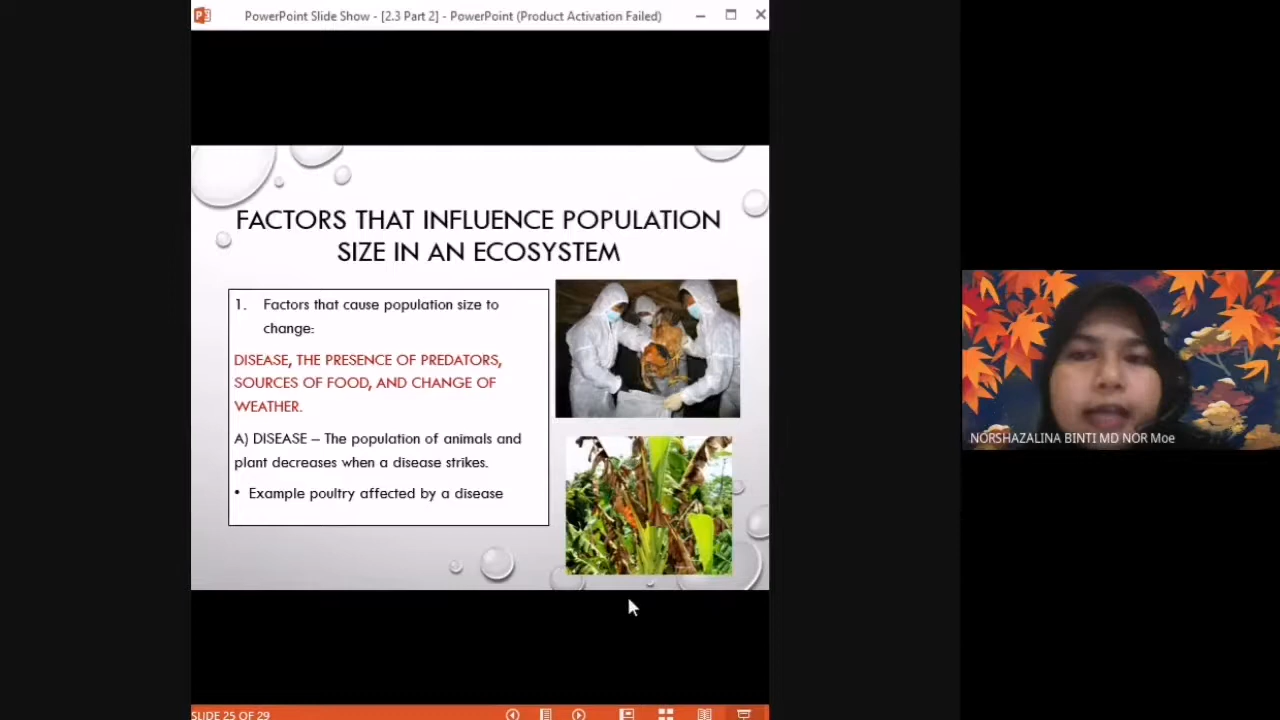 PowerPoint Slide Show - [2.3 Part 2] - PowerPoint (Product Activation Failed)
FACTORS THAT INFLUENCE POPULATION
SIZE IN AN ECOSYSTEM
1. Factors that cause population size to
change:
DISEASE, THE PRESENCE OF PREDATORS,
SOURCES OF FOOD, AND CHANGE OF
WEATHER.
A) DISEASE – The population of animals and
plant decreases when a disease strikes.
• Example poultry affected by a disease
NORSHAZALINA BINTI MD NOR Moe
SLIDE 25 OF 29